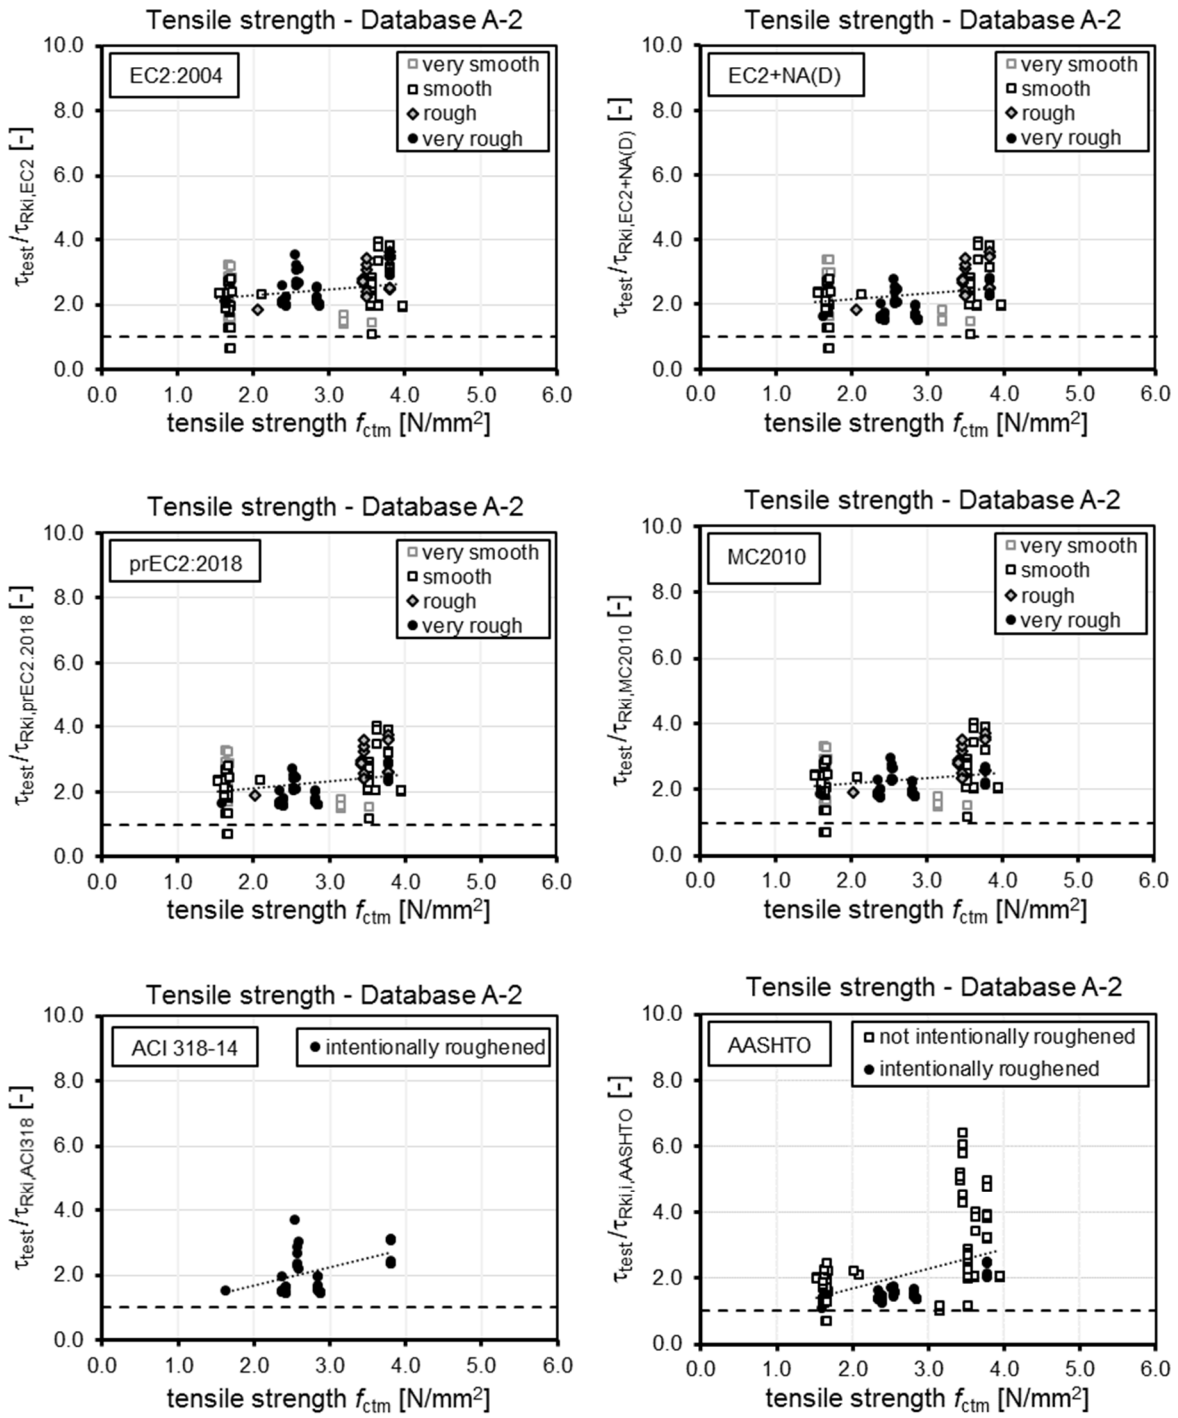 Tensile strength - Database A-2
EC2:2004
very smooth
smooth
rough
very rough
10.0
8.0
6.0
4.0
2.0
0.0
τtest/τRki,EC2 [-]
0.0 1.0 2.0 3.0 4.0 5.0 6.0
tensile strength fctm [N/mm²]
Tensile strength - Database A-2
EC2+NA(D)
very smooth
smooth
rough
very rough
10.0
8.0
6.0
4.0
2.0
0.0
τtest/τRki,EC2+NA(D) [-]
0.0 1.0 2.0 3.0 4.0 5.0 6.0
tensile strength fctm [N/mm²]
Tensile strength - Database A-2
prEC2:2018
very smooth
smooth
rough
very rough
10.0
8.0
6.0
4.0
2.0
0.0
τtest/τRki,prEC2.2018 [-]
0.0 1.0 2.0 3.0 4.0 5.0 6.0
tensile strength fctm [N/mm²]
Tensile strength - Database A-2
MC2010
very smooth
smooth
rough
very rough
10.0
8.0
6.0
4.0
2.0
0.0
τtest/τRki,MC2010 [-]
0.0 1.0 2.0 3.0 4.0 5.0 6.0
tensile strength fctm [N/mm²]
Tensile strength - Database A-2
ACI 318-14
intentionally roughened
10.0
8.0
6.0
4.0
2.0
0.0
τtest/τRki,ACI318 [-]
0.0 1.0 2.0 3.0 4.0 5.0 6.0
tensile strength fctm [N/mm²]
Tensile strength - Database A-2
AASHTO
not intentionally roughened
intentionally roughened
10.0
8.0
6.0
4.0
2.0
0.0
τtest/τRki,i,AASHTO [-]
0.0 1.0 2.0 3.0 4.0 5.0 6.0
tensile strength fctm [N/mm²]